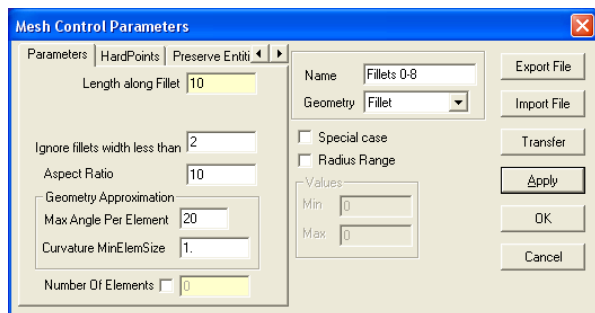 Mesh Control Parameters
Parameters HardPoints Preserve Entiti
Length along Fillet 10
Ignore fillets width less than 2
Aspect Ratio 10
Geometry Approximation
Max Angle Per Element 20
Curvature MinElemSize 1.
Number Of Elements 0
Name Fillets 0-8
Geometry Fillet
Special case
Radius Range
Values
Min 0
Max 0
Export File
Import File
Transfer
Apply
OK
Cancel